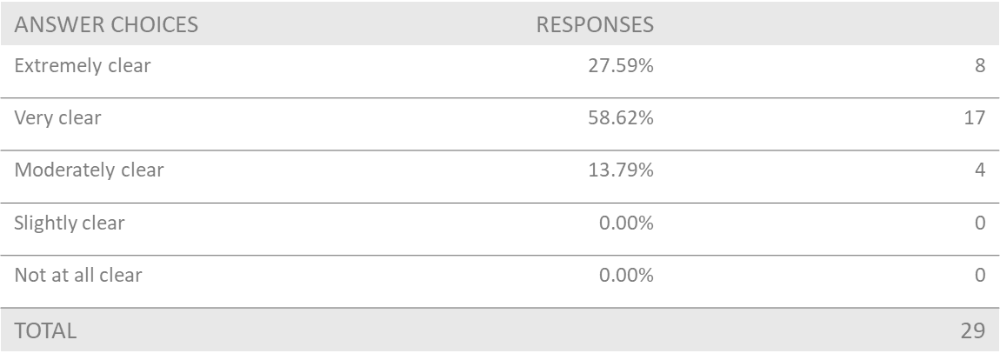 ANSWER CHOICES RESPONSES
Extremely clear 27.59% 8
Very clear 58.62% 17
Moderately clear 13.79% 4
Slightly clear 0.00% 0
Not at all clear 0.00% 0
TOTAL 29